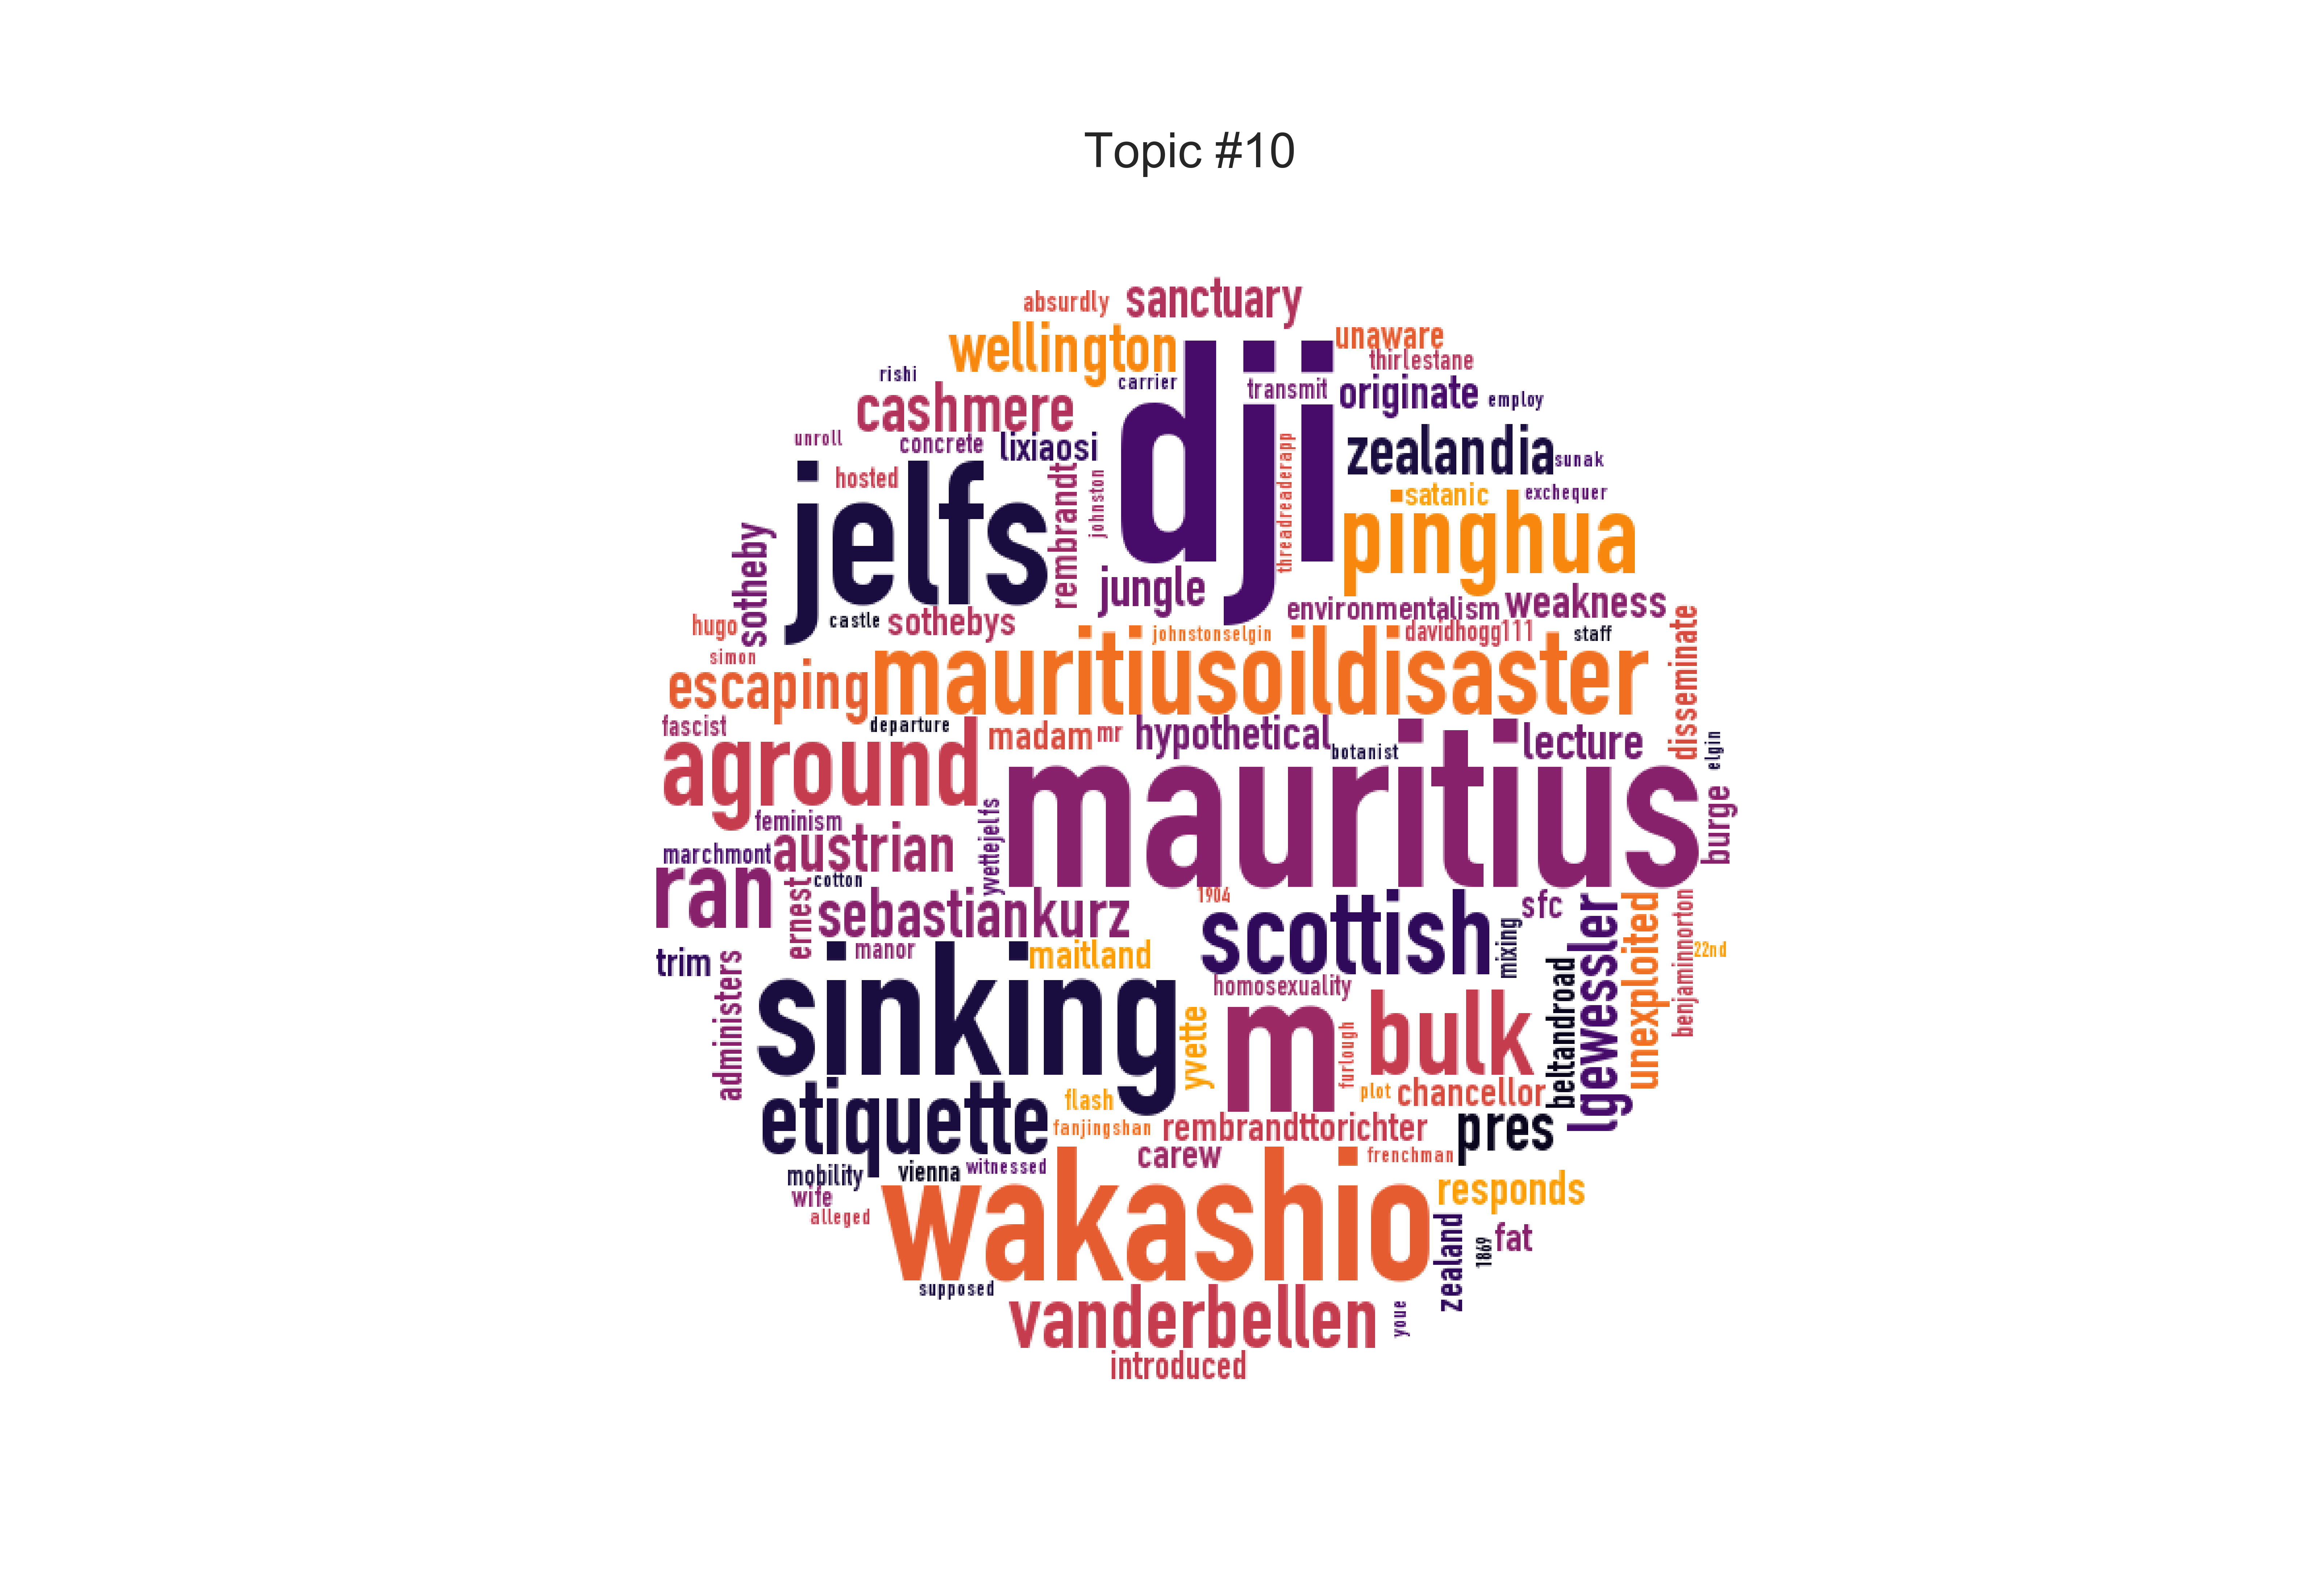 Topic #10
absurdly
sanctuary
wellington
unaware
thirlestane
rishi
carrier
transmit
originate
employ
cashmere
unroll
concrete
lixiaosi
dji
zealandia
sunak
hosted
jelfs
rembrandt
johnston
threadreaderapp
satanic
exchequer
pinghua
sotheby
jungle
environmentalism
weakness
castle
sothebys
hugo
johnstonselgin
davidhogg111
staff
disseminate
simon
escaping
mauritiusoildisaster
fascist
departure
madam
mr
hypothetical
botanist
lecture
elgin
aground
mauritius
burge
feminism
marchmont
austrian
yvettejelfs
ran
cotton
ernest
sebastiankurz
1904
scottish
sfc
mixing
lgewessler
unexploited
benjaminnorton
22nd
trim
manor
maitland
administers
sinking
homosexuality
yvette
m
furlough
bulk
beltandroad
plot
chancellor
etiquette
flash
fanjingshan
rembrandttorichter
pres
carew
frenchman
mobility
vienna
witnessed
wife
alleged
wakashio
responds
zealand
1869
fat
supposed
vanderbellen
youe
introduced